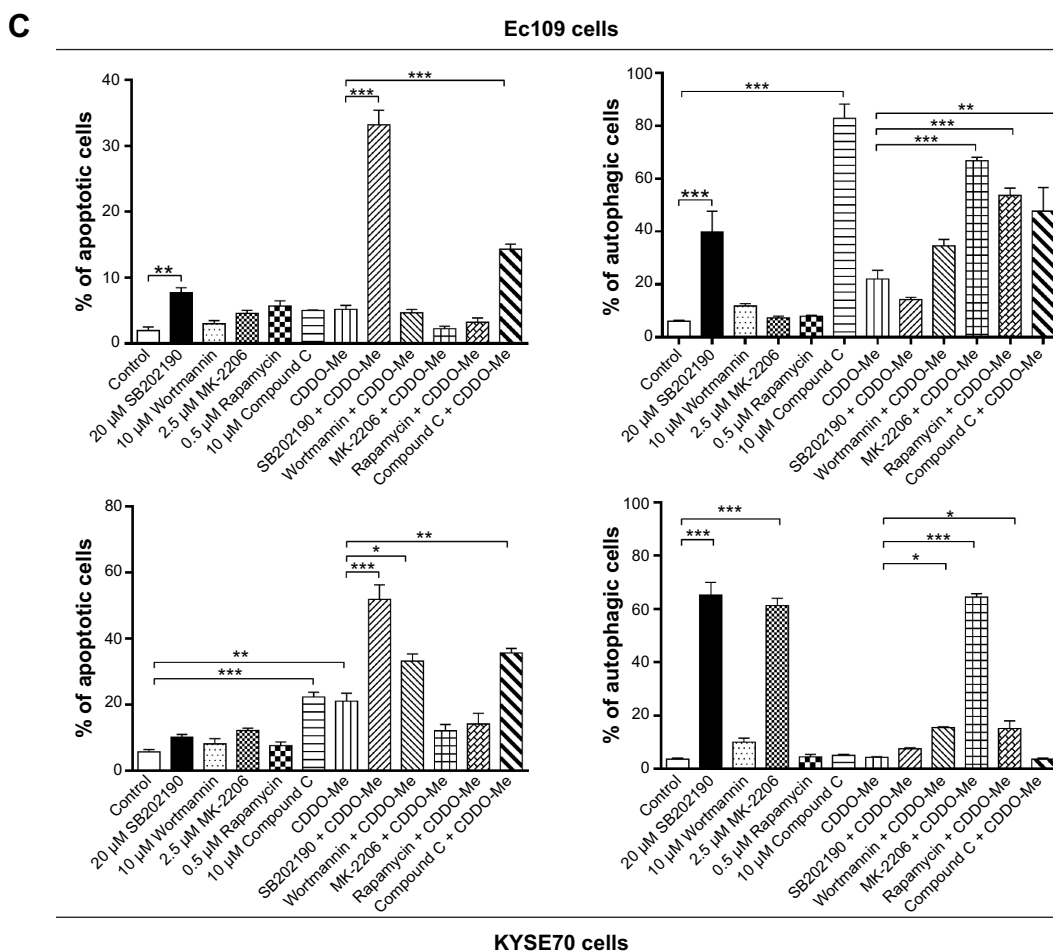 C
Ec109 cells
% of apoptotic cells
40
30
20
10
0
**
***
***
Control
20 µM SB202190
10 µM Wortmannin
2.5 µM MK-2206
0.5 µM Rapamycin
10 µM Compound C
CDDO-Me
SB202190 + CDDO-Me
Wortmannin + CDDO-Me
MK-2206 + CDDO-Me
Rapamycin + CDDO-Me
Compound C + CDDO-Me
% of autophagic cells
100
80
60
40
20
0
***
***
**
***
***
Control
20 µM SB202190
10 µM Wortmannin
2.5 µM MK-2206
0.5 µM Rapamycin
10 µM Compound C
CDDO-Me
SB202190 + CDDO-Me
Wortmannin + CDDO-Me
MK-2206 + CDDO-Me
Rapamycin + CDDO-Me
Compound C + CDDO-Me
% of apoptotic cells
80
60
40
20
0
**
***
**
*
***
Control
20 µM SB202190
10 µM Wortmannin
2.5 µM MK-2206
0.5 µM Rapamycin
10 µM Compound C
CDDO-Me
SB202190 + CDDO-Me
Wortmannin + CDDO-Me
MK-2206 + CDDO-Me
Rapamycin + CDDO-Me
Compound C + CDDO-Me
% of autophagic cells
100
80
60
40
20
0
***
***
*
***
*
Control
20 µM SB202190
10 µM Wortmannin
2.5 µM MK-2206
0.5 µM Rapamycin
10 µM Compound C
CDDO-Me
SB202190 + CDDO-Me
Wortmannin + CDDO-Me
MK-2206 + CDDO-Me
Rapamycin + CDDO-Me
Compound C + CDDO-Me
KYSE70 cells